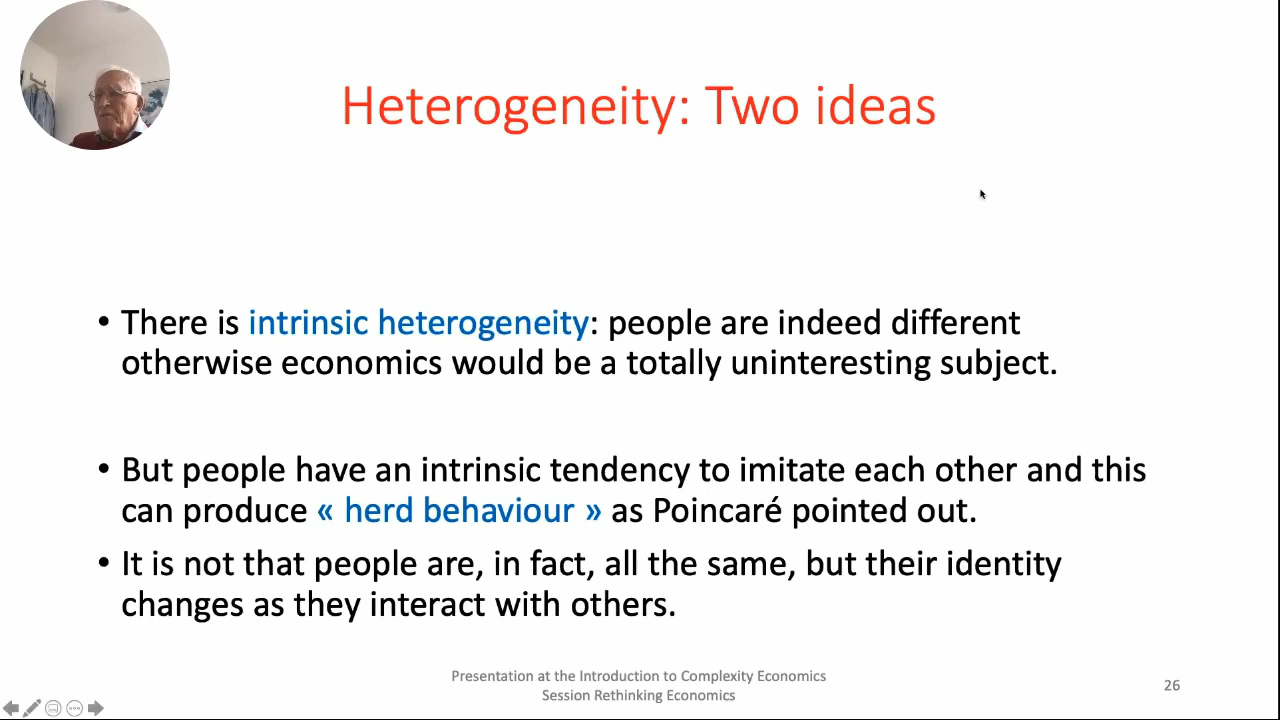 Heterogeneity: Two ideas
• There is intrinsic heterogeneity: people are indeed different
otherwise economics would be a totally uninteresting subject.
• But people have an intrinsic tendency to imitate each other and this
can produce « herd behaviour » as Poincaré pointed out.
• It is not that people are, in fact, all the same, but their identity
changes as they interact with others.
Presentation at the Introduction to Complexity Economics
Session Rethinking Economics
26